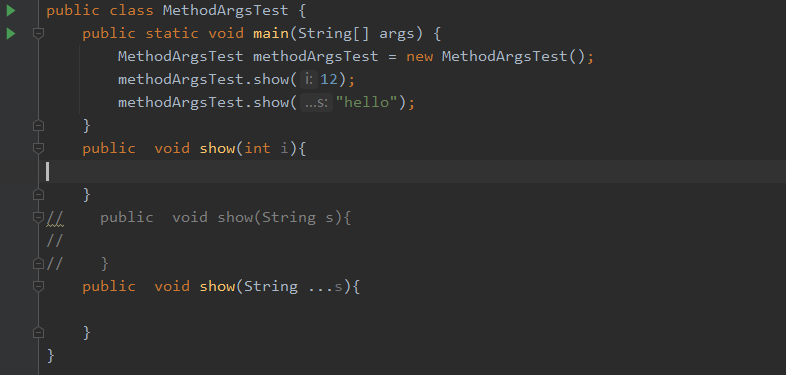 public class MethodArgsTest {
    public static void main(String[] args) {
        MethodArgsTest methodArgsTest = new MethodArgsTest();
        methodArgsTest.show( i: 12);
        methodArgsTest.show( ...s: "hello");
    }
    public  void show(int i){
    }
//    public  void show(String s){
//
//    }
    public  void show(String ...s){
    }
}